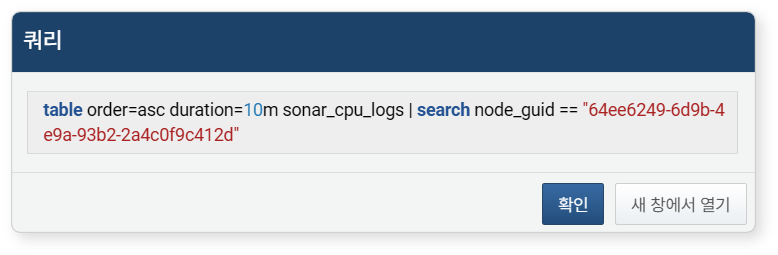 쿼리
table order=asc duration=10m sonar_cpu_logs | search node_guid == "64ee6249-6d9b-4
e9a-93b2-2a4c0f9c412d"
확인
새 창에서 열기